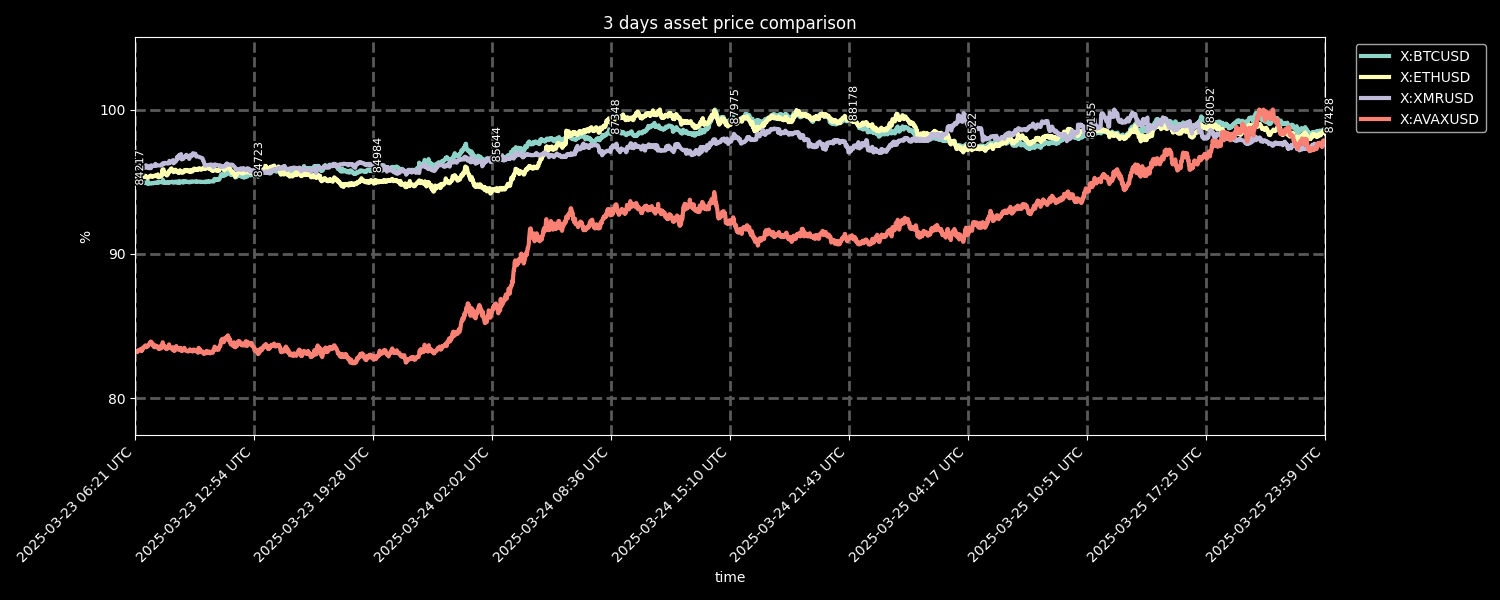 3 days asset price comparison
X:BTCUSD
X:ETHUSD
X:XMRUSD
X:AVAXUSD
%
100
90
80
84217
84723
84984
85644
87348
87975
88178
86522
87455
88052
87428
2025-03-23 06:21 UTC
2025-03-23 12:54 UTC
2025-03-23 19:28 UTC
2025-03-24 02:02 UTC
2025-03-24 08:36 UTC
2025-03-24 15:10 UTC
2025-03-24 21:43 UTC
2025-03-25 04:17 UTC
2025-03-25 10:51 UTC
2025-03-25 17:25 UTC
2025-03-25 23:59 UTC
time